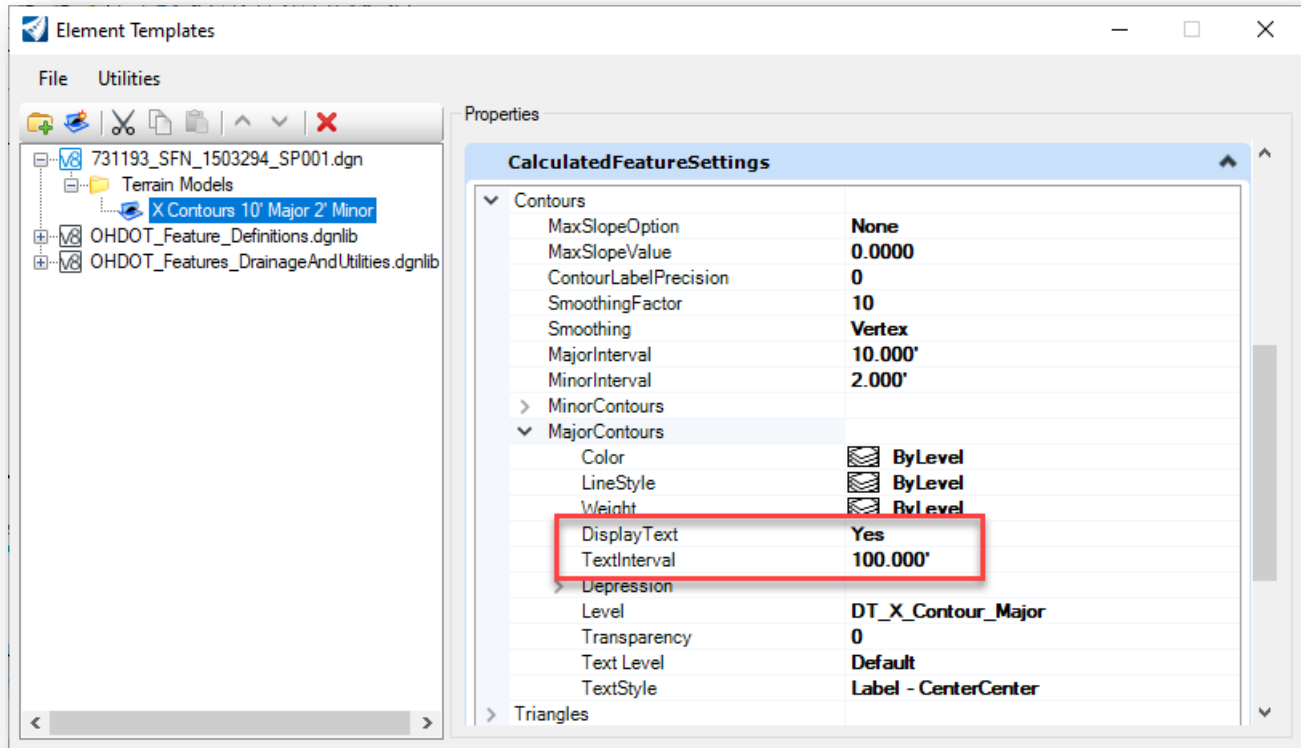 Element Templates
File Utilities
Properties
731193_SFN_1503294_SP001.dgn
Terrain Models
X Contours 10' Major 2' Minor
OHDOT_Feature_Definitions.dgnlib
OHDOT_Features_DrainageAndUtilities.dgnlib
CalculatedFeatureSettings
Contours
MaxSlopeOption None
MaxSlopeValue 0.0000
ContourLabelPrecision 0
SmoothingFactor 10
Smoothing Vertex
MajorInterval 10.000'
MinorInterval 2.000'
MinorContours
MajorContours
Color ByLevel
LineStyle ByLevel
Weight ByLevel
DisplayText Yes
TextInterval 100.000'
Depression
Level DT_X_Contour_Major
Transparency 0
Text Level Default
TextStyle Label - CenterCenter
Triangles